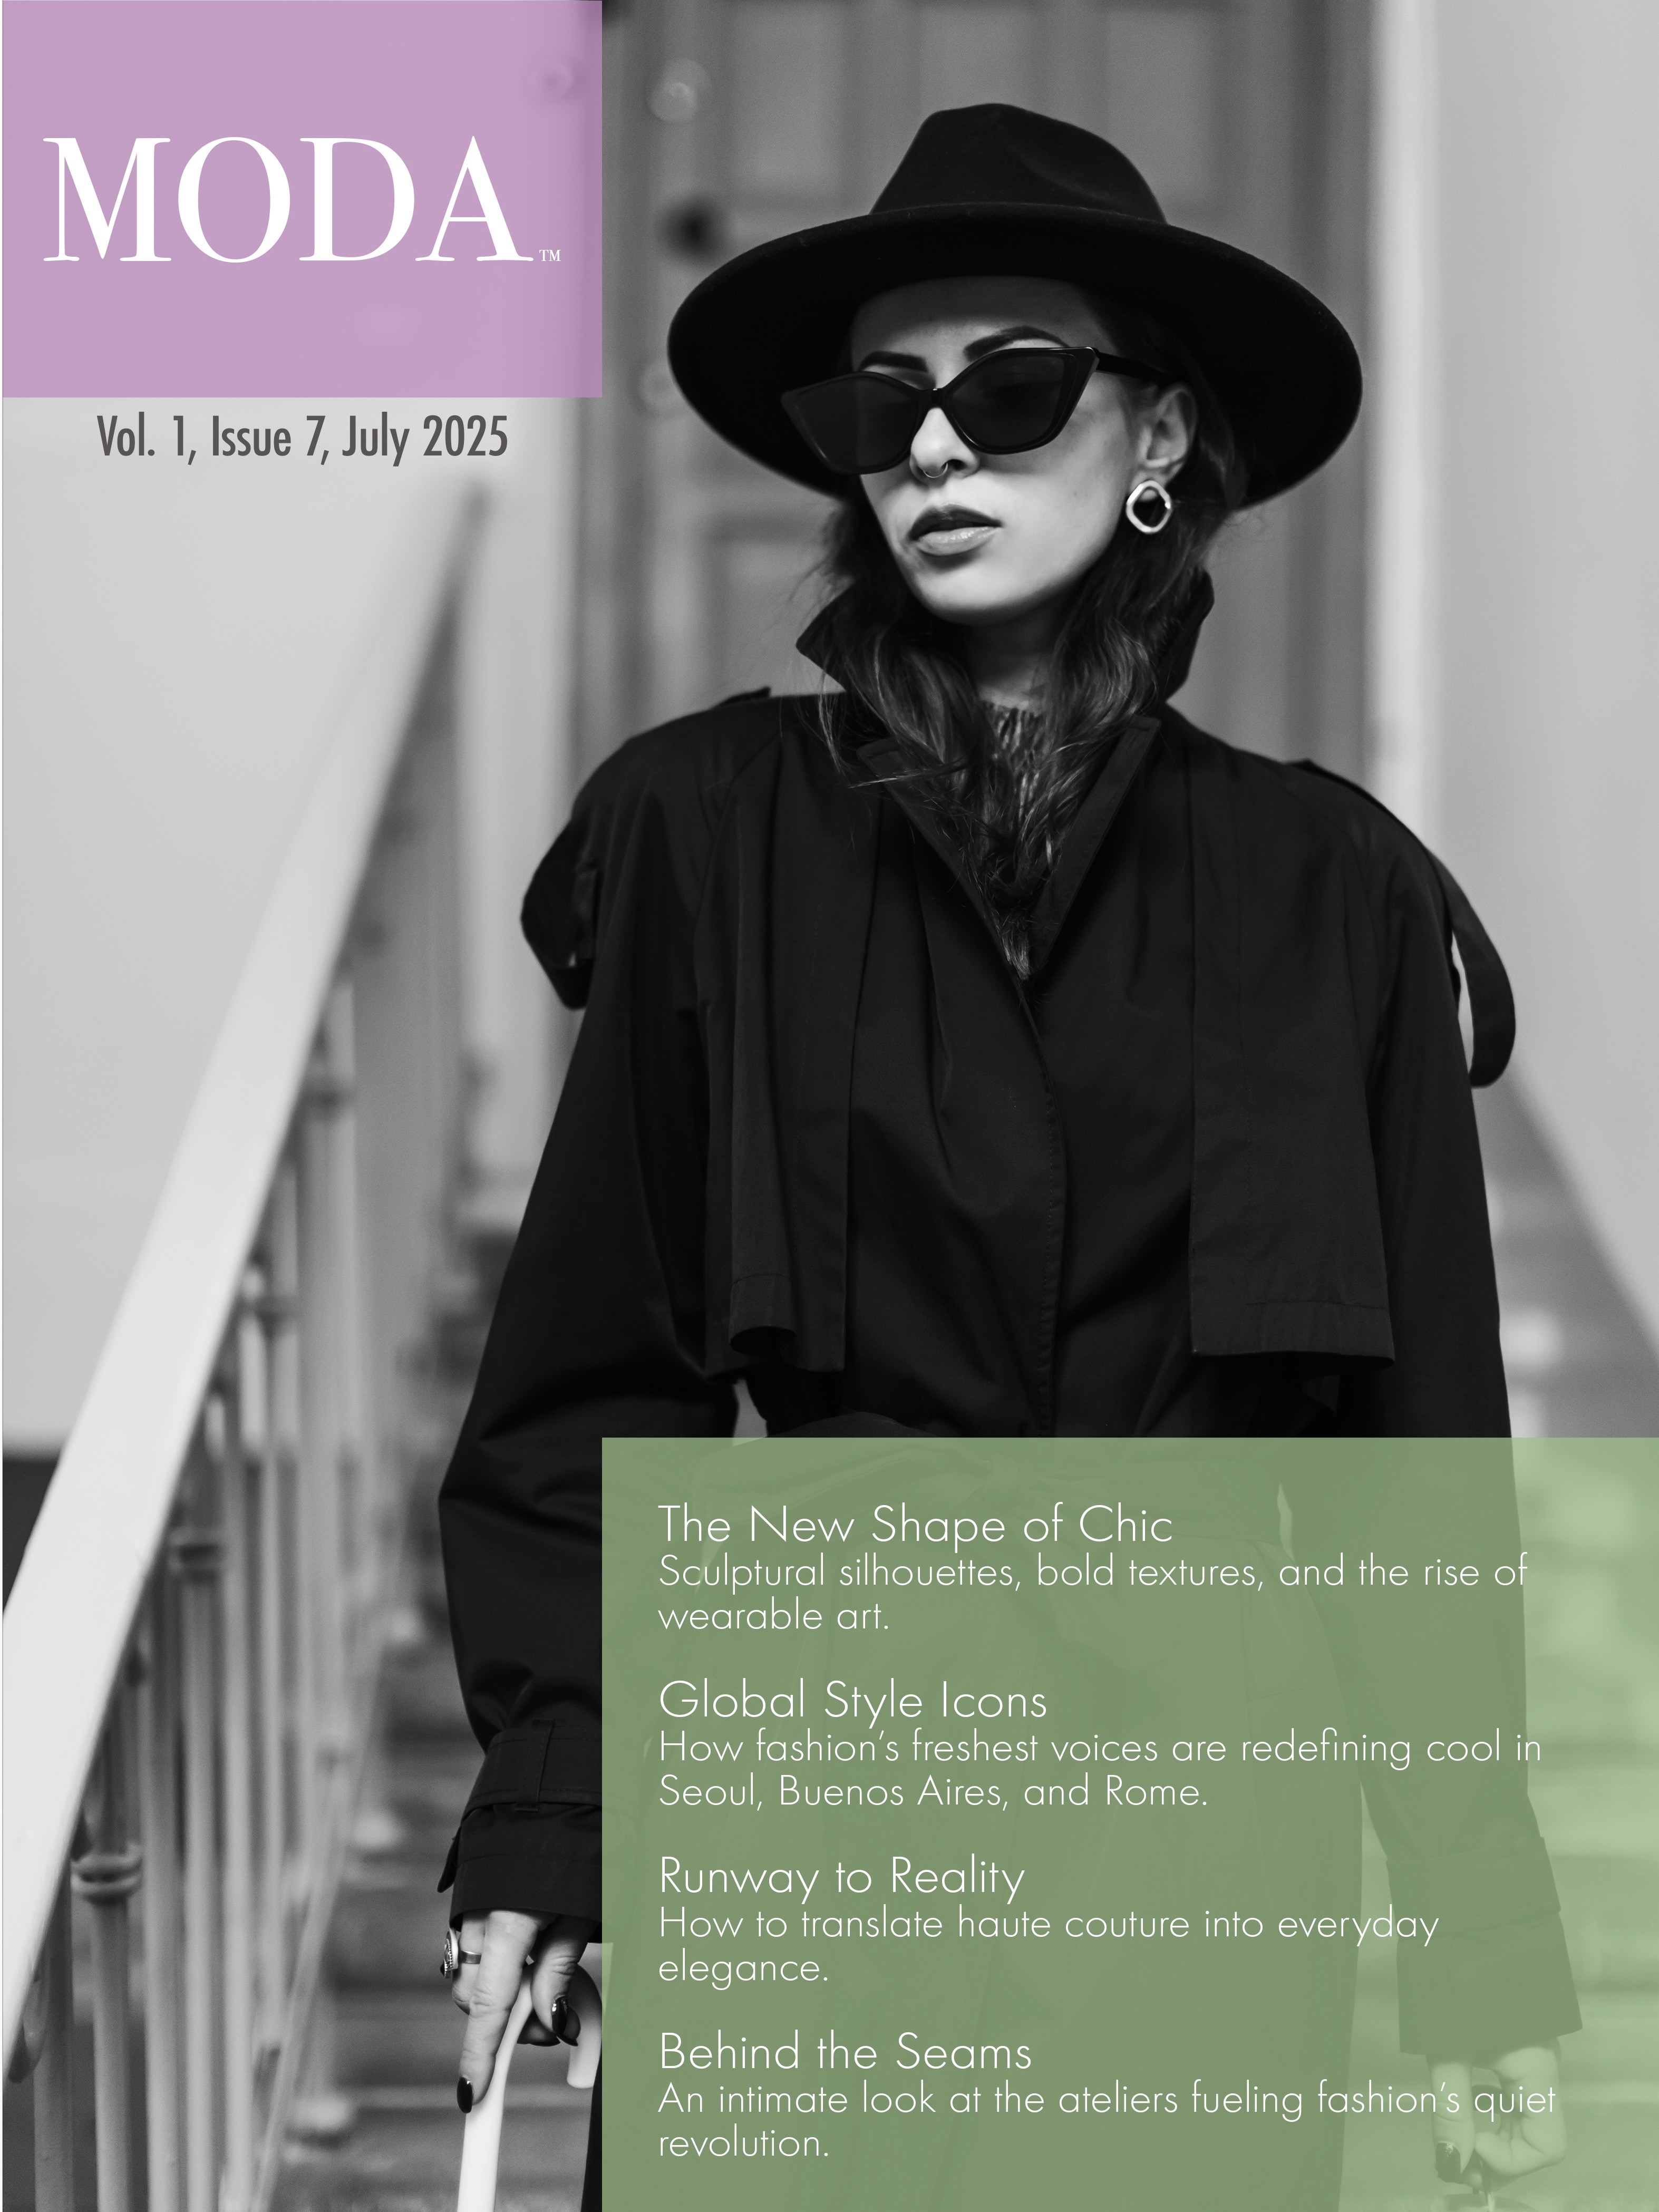 MODA™
Vol. 1, Issue 7, July 2025
The New Shape of Chic
Sculptural silhouettes, bold textures, and the rise of
wearable art.
Global Style Icons
How fashion’s freshest voices are redefining cool in
Seoul, Buenos Aires, and Rome.
Runway to Reality
How to translate haute couture into everyday
elegance.
Behind the Seams
An intimate look at the ateliers fueling fashion’s quiet
revolution.